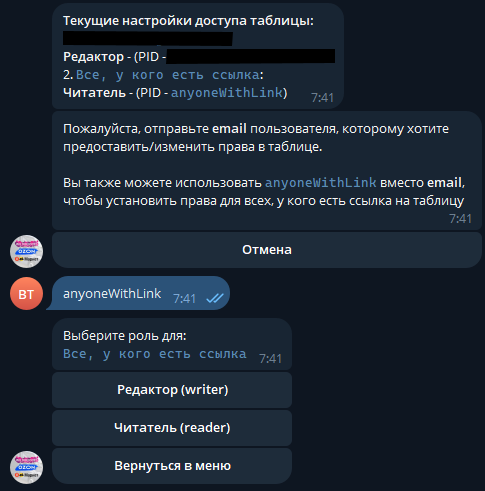 Текущие настройки доступа таблицы:
Редактор - (PID -
2. Все, у кого есть ссылка:
Читатель - (PID - anyoneWithLink)
7:41
Пожалуйста, отправьте email пользователя, которому хотите
предоставить/изменить права в таблице.
Вы также можете использовать anyoneWithLink вместо email,
чтобы установить права для всех, у кого есть ссылка на таблицу
7:41
Отмена
ВТ
anyoneWithLink 7:41
Выберите роль для:
Все, у кого есть ссылка 7:41
Редактор (writer)
Читатель (reader)
Вернуться в меню